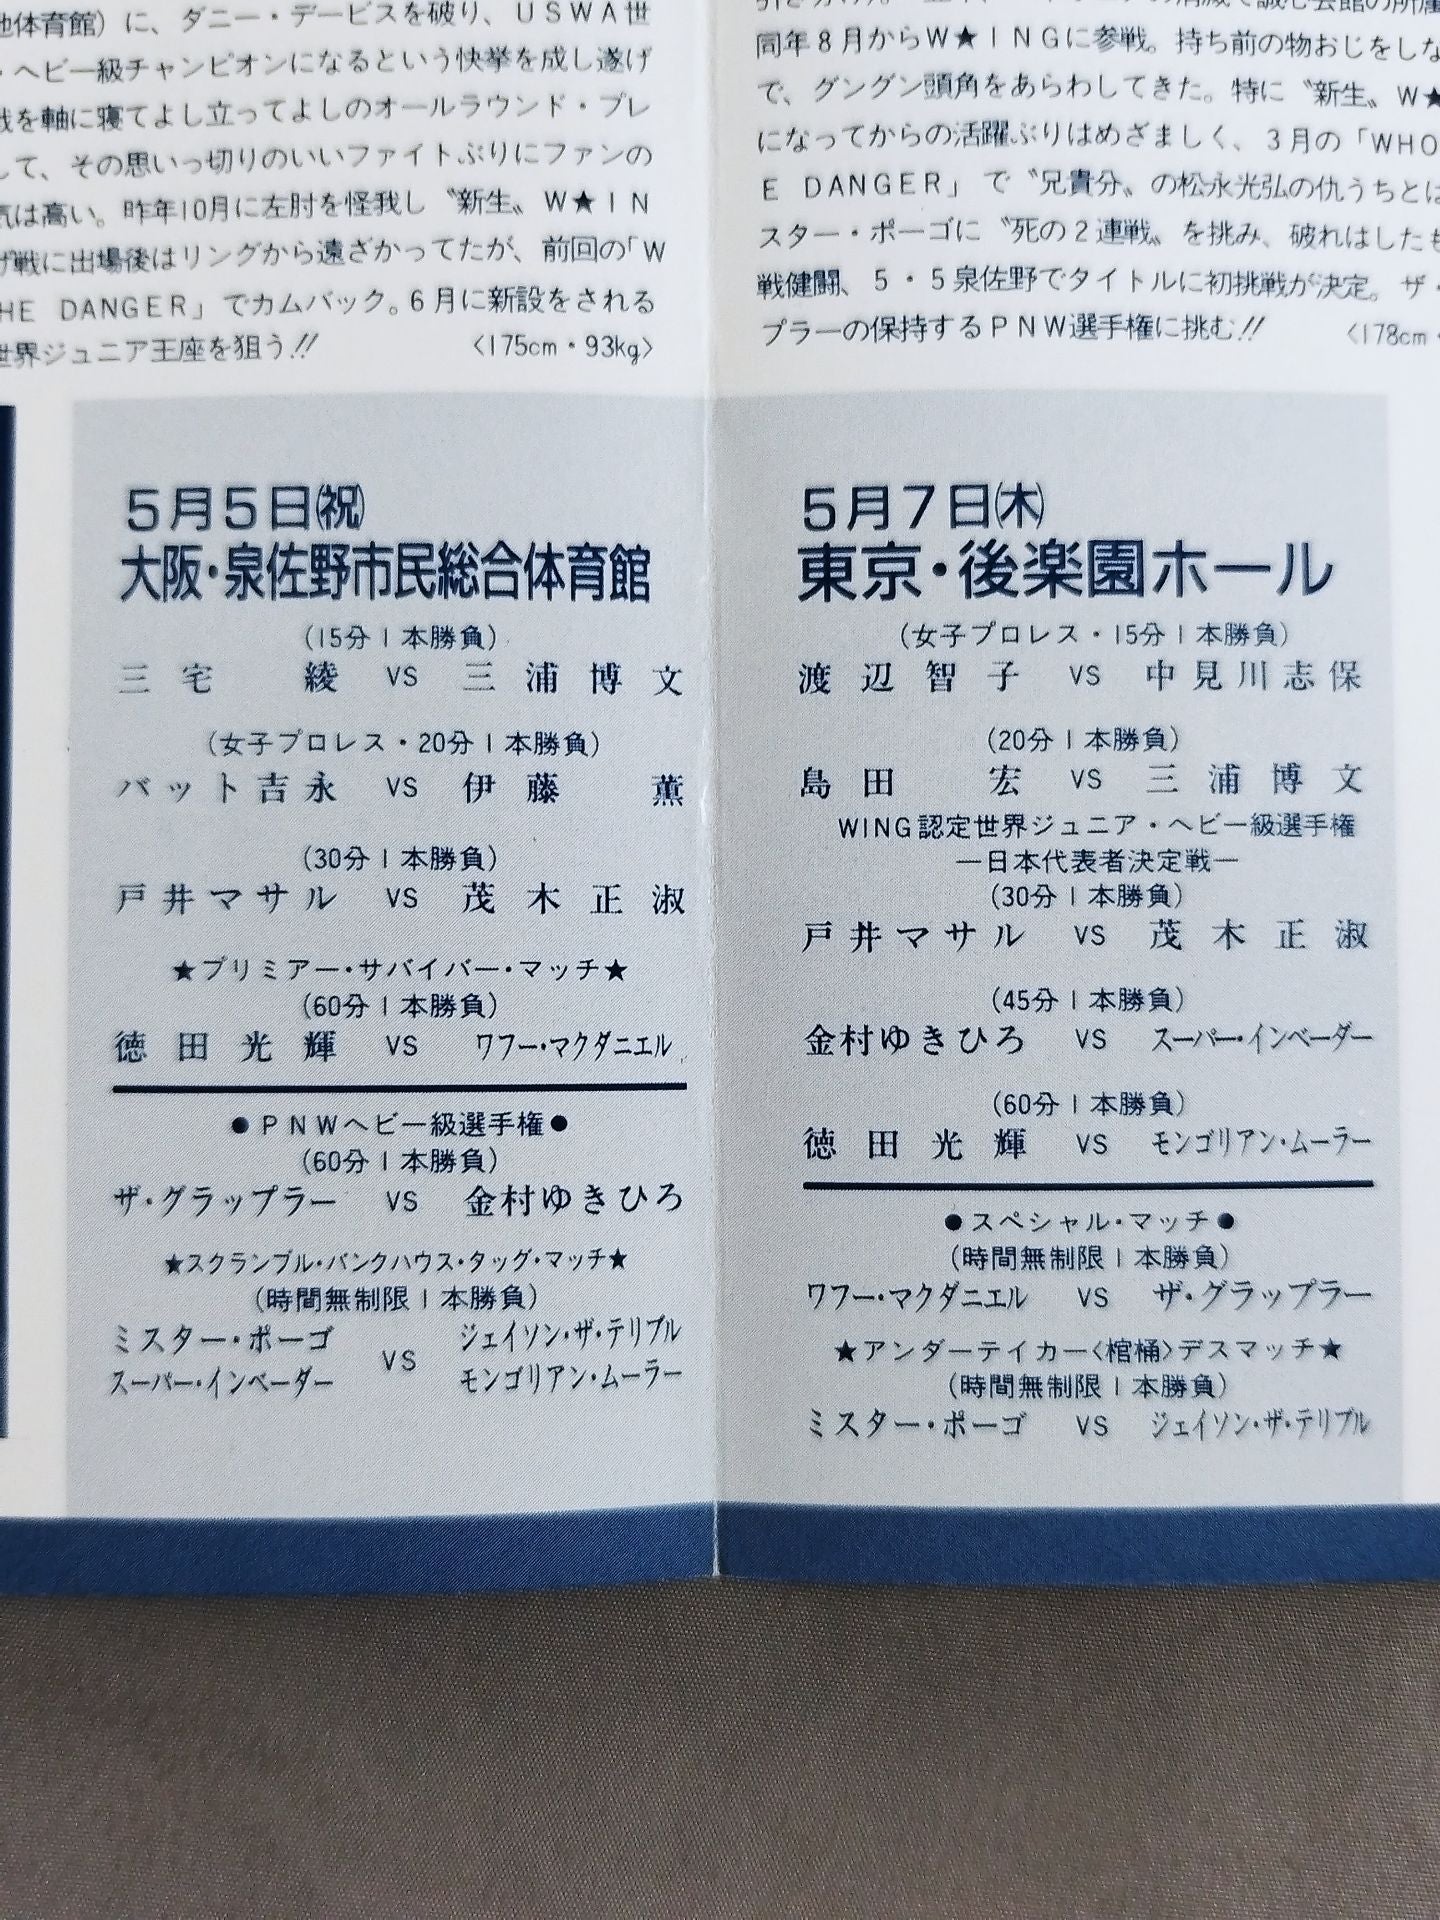 地体育館）に、ダニー・デービスを破り、ＵＳＷＡ世
・ヘビー級チャンピオンになるという快挙を成し遂げ
戦を軸に寝てよし立ってよしのオールラウンド・プレ
して、その思いっ切りのいいファイトぶりにファンの
気は高い。昨年10月に左肘を怪我し〝新生〟Ｗ★ＩＮ
げ戦に出場後はリングから遠ざかってたが、前回の「Ｗ
HE DANGER」でカムバック。６月に新設をされる
世界ジュニア王座を狙う!!　〈175cm・93kg〉
同年８月からＷ★ＩＮＧに参戦。持ち前の物おじをしな
で、グングン頭角をあらわしてきた。特に〝新生〟Ｗ★
になってからの活躍ぶりはめざましく、３月の「WHO
E DANGER」で〝兄貴分〟の松永光弘の仇うちとは
スター・ポーゴに〝死の２連戦〟を挑み、破れはしたも
戦健闘、５・５泉佐野でタイトルに初挑戦が決定。ザ・
プラーの保持するＰＮＷ選手権に挑む!!　〈178cm・
５月５日㈷
大阪・泉佐野市民総合体育館
(15分１本勝負)
三宅　綾 VS 三浦博文
(女子プロレス・20分１本勝負)
バット吉永 VS 伊藤　薫
(30分１本勝負)
戸井マサル VS 茂木正淑
★プリミアー・サバイバー・マッチ★
(60分１本勝負)
徳田光輝 VS ワフー・マクダニエル
●ＰＮＷヘビー級選手権●
(60分１本勝負)
ザ・グラップラー VS 金村ゆきひろ
★スクランブル・バンクハウス・タッグ・マッチ★
(時間無制限１本勝負)
ミスター・ポーゴ　ジェイソン・ザ・テリブル
VS
スーパー・インベーダー　モンゴリアン・ムーラー
５月７日㈭
東京・後楽園ホール
(女子プロレス・15分１本勝負)
渡辺智子 VS 中見川志保
(20分１本勝負)
島田　宏 VS 三浦博文
WING認定世界ジュニア・ヘビー級選手権
―日本代表者決定戦―
(30分１本勝負)
戸井マサル VS 茂木正淑
(45分１本勝負)
金村ゆきひろ VS スーパー・インベーダー
(60分１本勝負)
徳田光輝 VS モンゴリアン・ムーラー
●スペシャル・マッチ●
(時間無制限１本勝負)
ワフー・マクダニエル VS ザ・グラップラー
★アンダーテイカー〈棺桶〉デスマッチ★
(時間無制限１本勝負)
ミスター・ポーゴ VS ジェイソン・ザ・テリブル